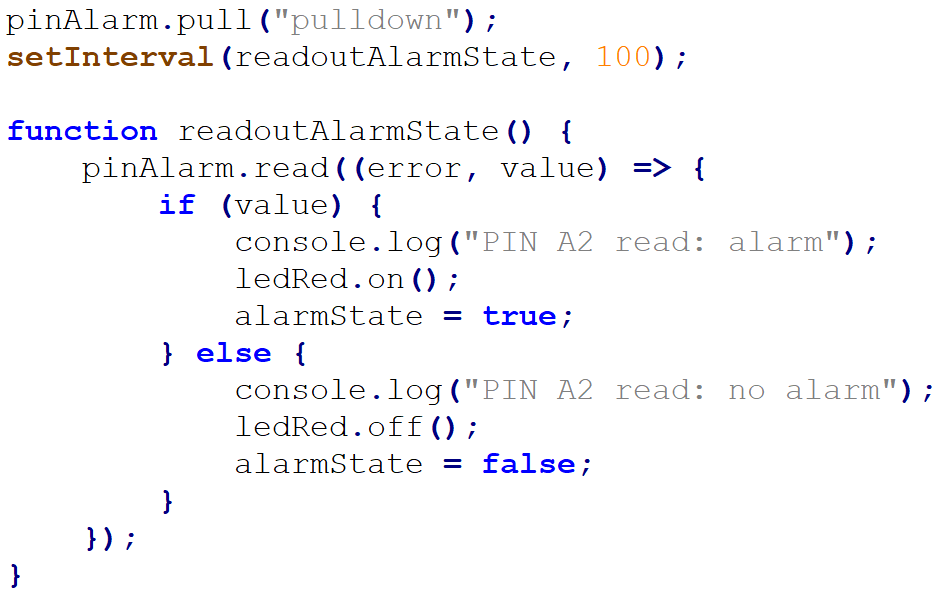 pinAlarm.pull("pulldown");
setInterval(readoutAlarmState, 100);

function readoutAlarmState() {
    pinAlarm.read((error, value) => {
        if (value) {
            console.log("PIN A2 read: alarm");
            ledRed.on();
            alarmState = true;
        } else {
            console.log("PIN A2 read: no alarm");
            ledRed.off();
            alarmState = false;
        }
    });
}